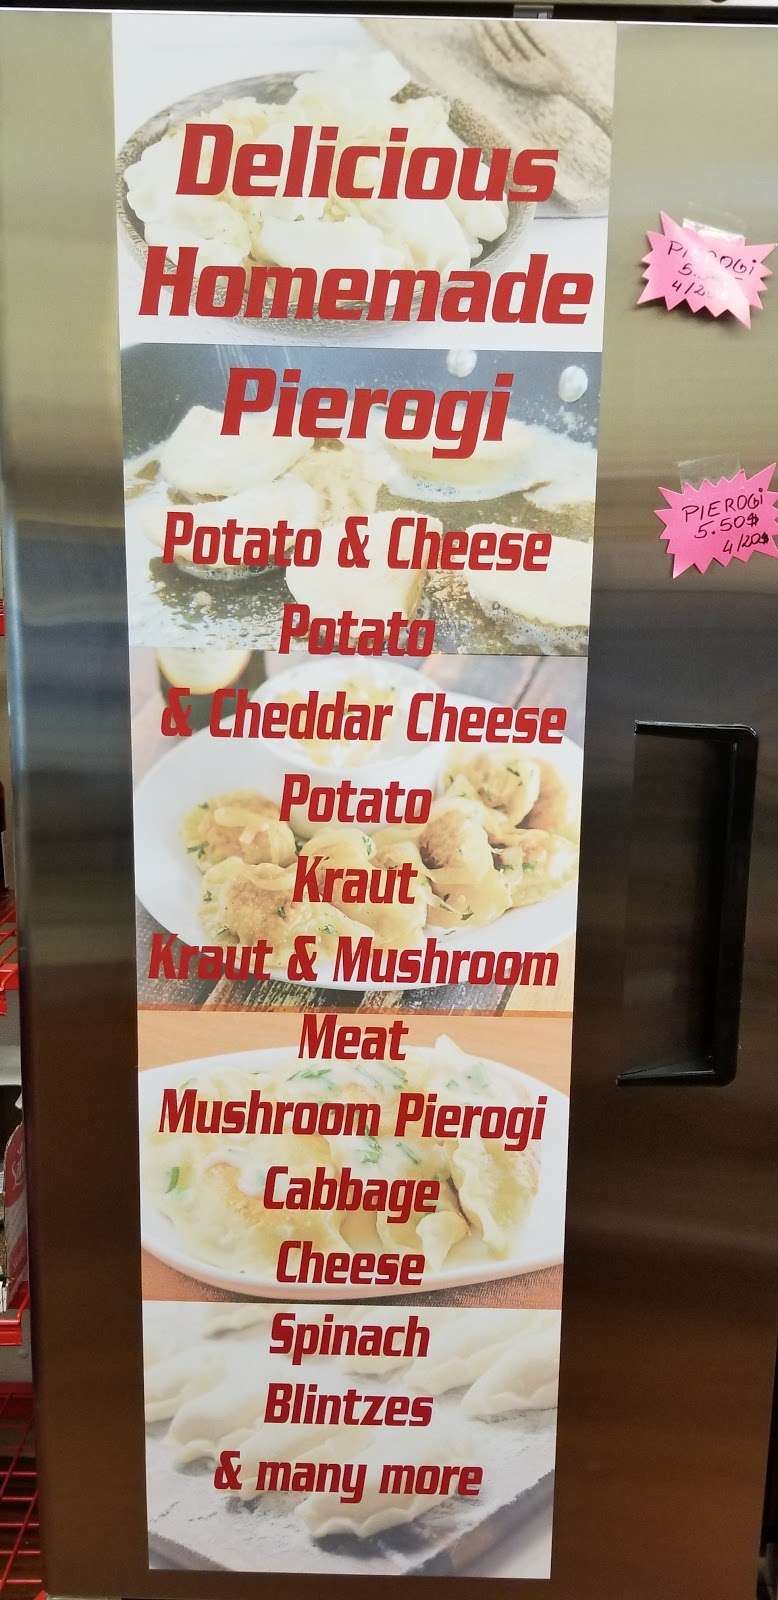 Delicious
Homemade
Pierogi
Potato & Cheese
Potato
& Cheddar Cheese
Potato
Kraut
Kraut & Mushroom
Meat
Mushroom Pierogi
Cabbage
Cheese
Spinach
Blintzes
& many more
PIEROGI
5.50$
4/20$